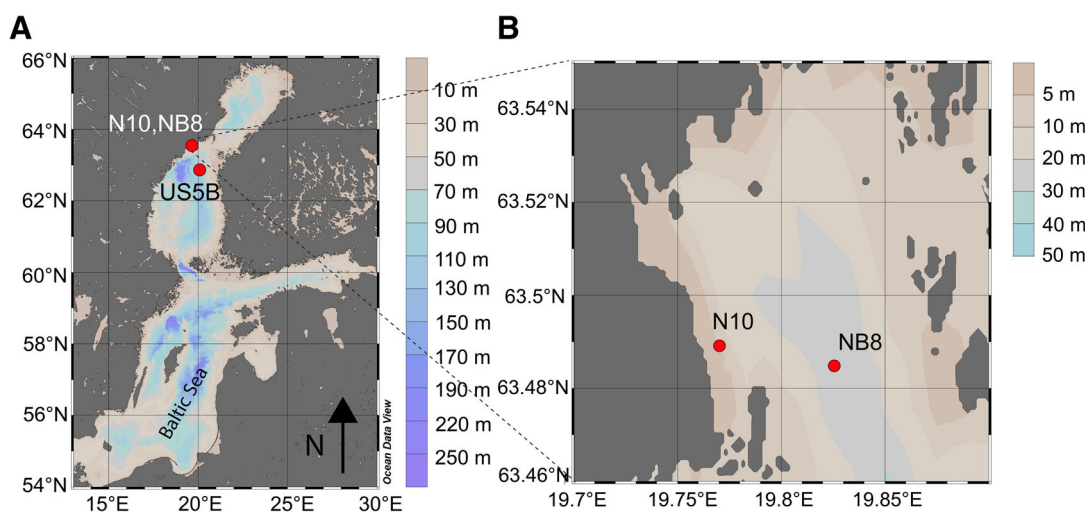 A
66°N
64°N
62°N
60°N
58°N
56°N
54°N
15°E
20°E
25°E
30°E
N10,NB8
US5B
Baltic Sea
N
Ocean Data View
10 m
30 m
50 m
70 m
90 m
110 m
130 m
150 m
170 m
190 m
220 m
250 m
B
63.54°N
63.52°N
63.5°N
63.48°N
63.46°N
19.7°E
19.75°E
19.8°E
19.85°E
N10
NB8
5 m
10 m
20 m
30 m
40 m
50 m